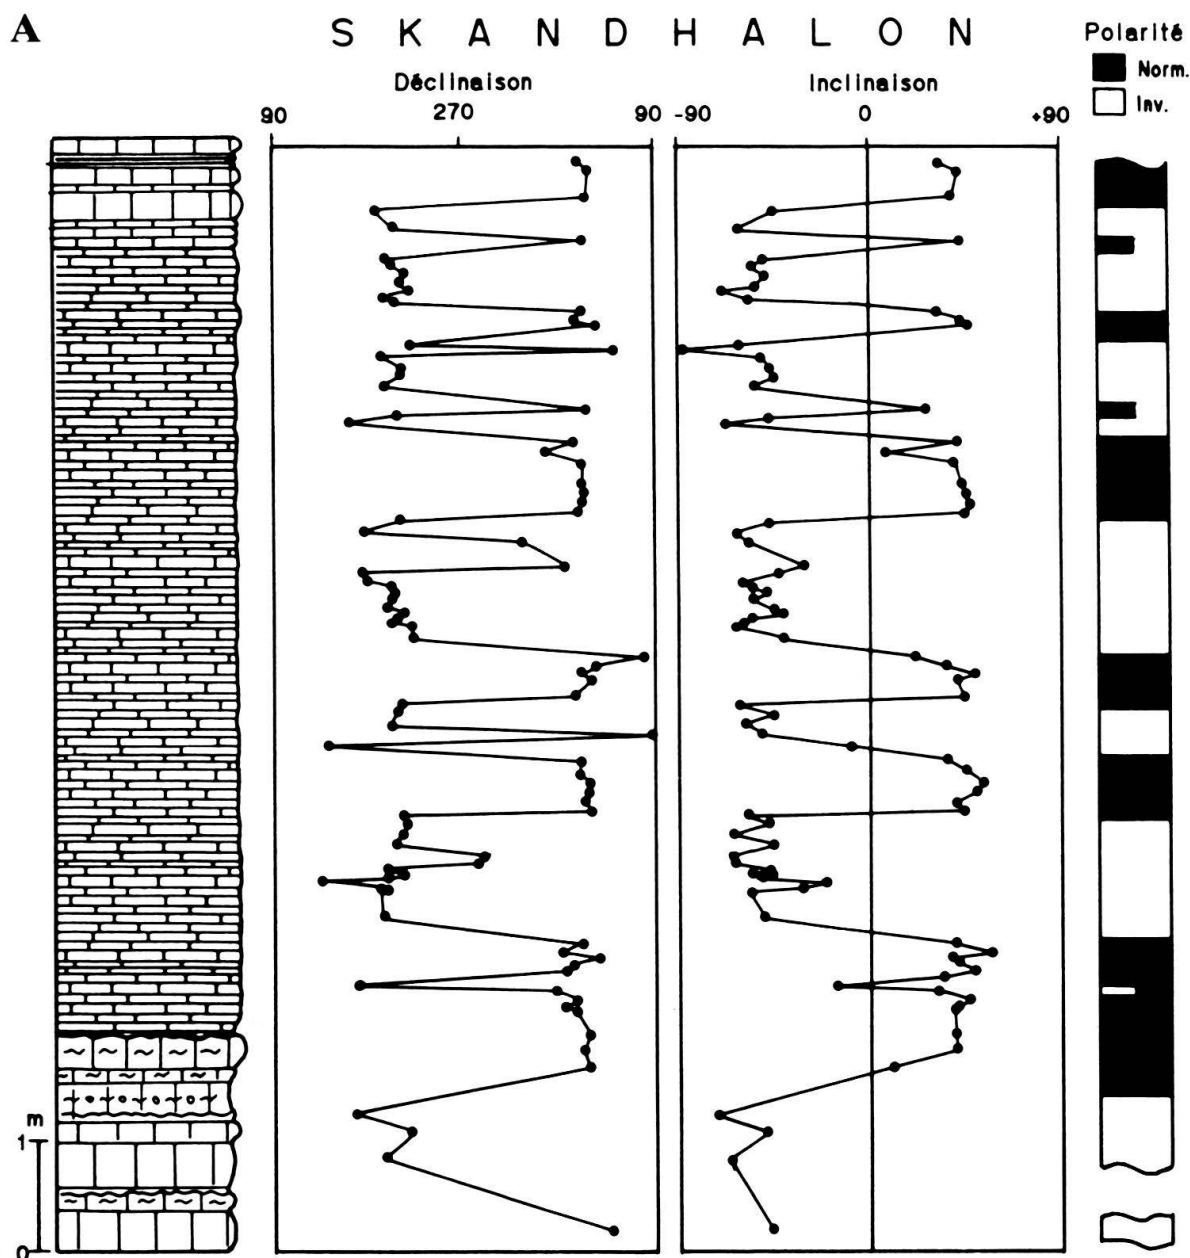 A
SKANDHALON
Polarité
Norm.
Inv.
Déclinaison
Inclinaison
90 270 90
-90 0 +90
m
1
0